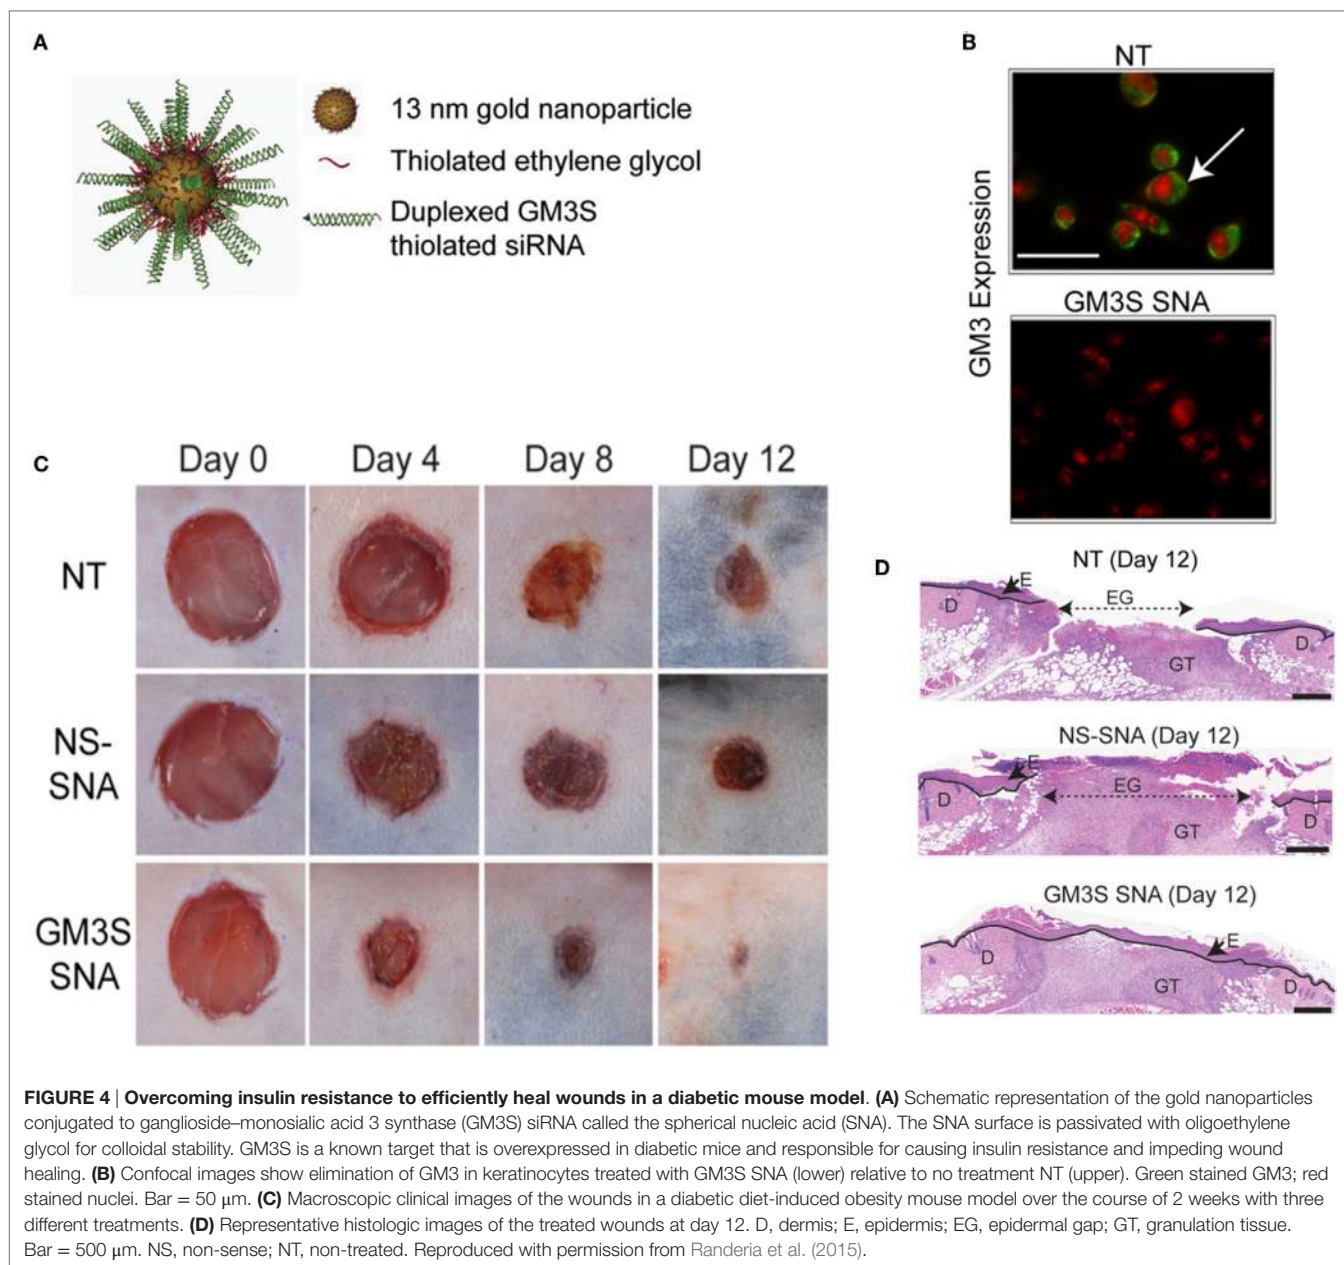 A
13 nm gold nanoparticle
Thiolated ethylene glycol
Duplexed GM3S
thiolated siRNA
B
NT
GM3 Expression
GM3S SNA
C
Day 0 Day 4 Day 8 Day 12
NT
NS-
SNA
GM3S
SNA
D
NT (Day 12)
E
EG
D
D
GT
NS-SNA (Day 12)
E
EG
D
D
GT
GM3S SNA (Day 12)
E
D
GT
D
FIGURE 4 | Overcoming insulin resistance to efficiently heal wounds in a diabetic mouse model. (A) Schematic representation of the gold nanoparticles
conjugated to ganglioside–monosialic acid 3 synthase (GM3S) siRNA called the spherical nucleic acid (SNA). The SNA surface is passivated with oligoethylene
glycol for colloidal stability. GM3S is a known target that is overexpressed in diabetic mice and responsible for causing insulin resistance and impeding wound
healing. (B) Confocal images show elimination of GM3 in keratinocytes treated with GM3S SNA (lower) relative to no treatment NT (upper). Green stained GM3; red
stained nuclei. Bar = 50 μm. (C) Macroscopic clinical images of the wounds in a diabetic diet-induced obesity mouse model over the course of 2 weeks with three
different treatments. (D) Representative histologic images of the treated wounds at day 12. D, dermis; E, epidermis; EG, epidermal gap; GT, granulation tissue.
Bar = 500 μm. NS, non-sense; NT, non-treated. Reproduced with permission from Randeria et al. (2015).